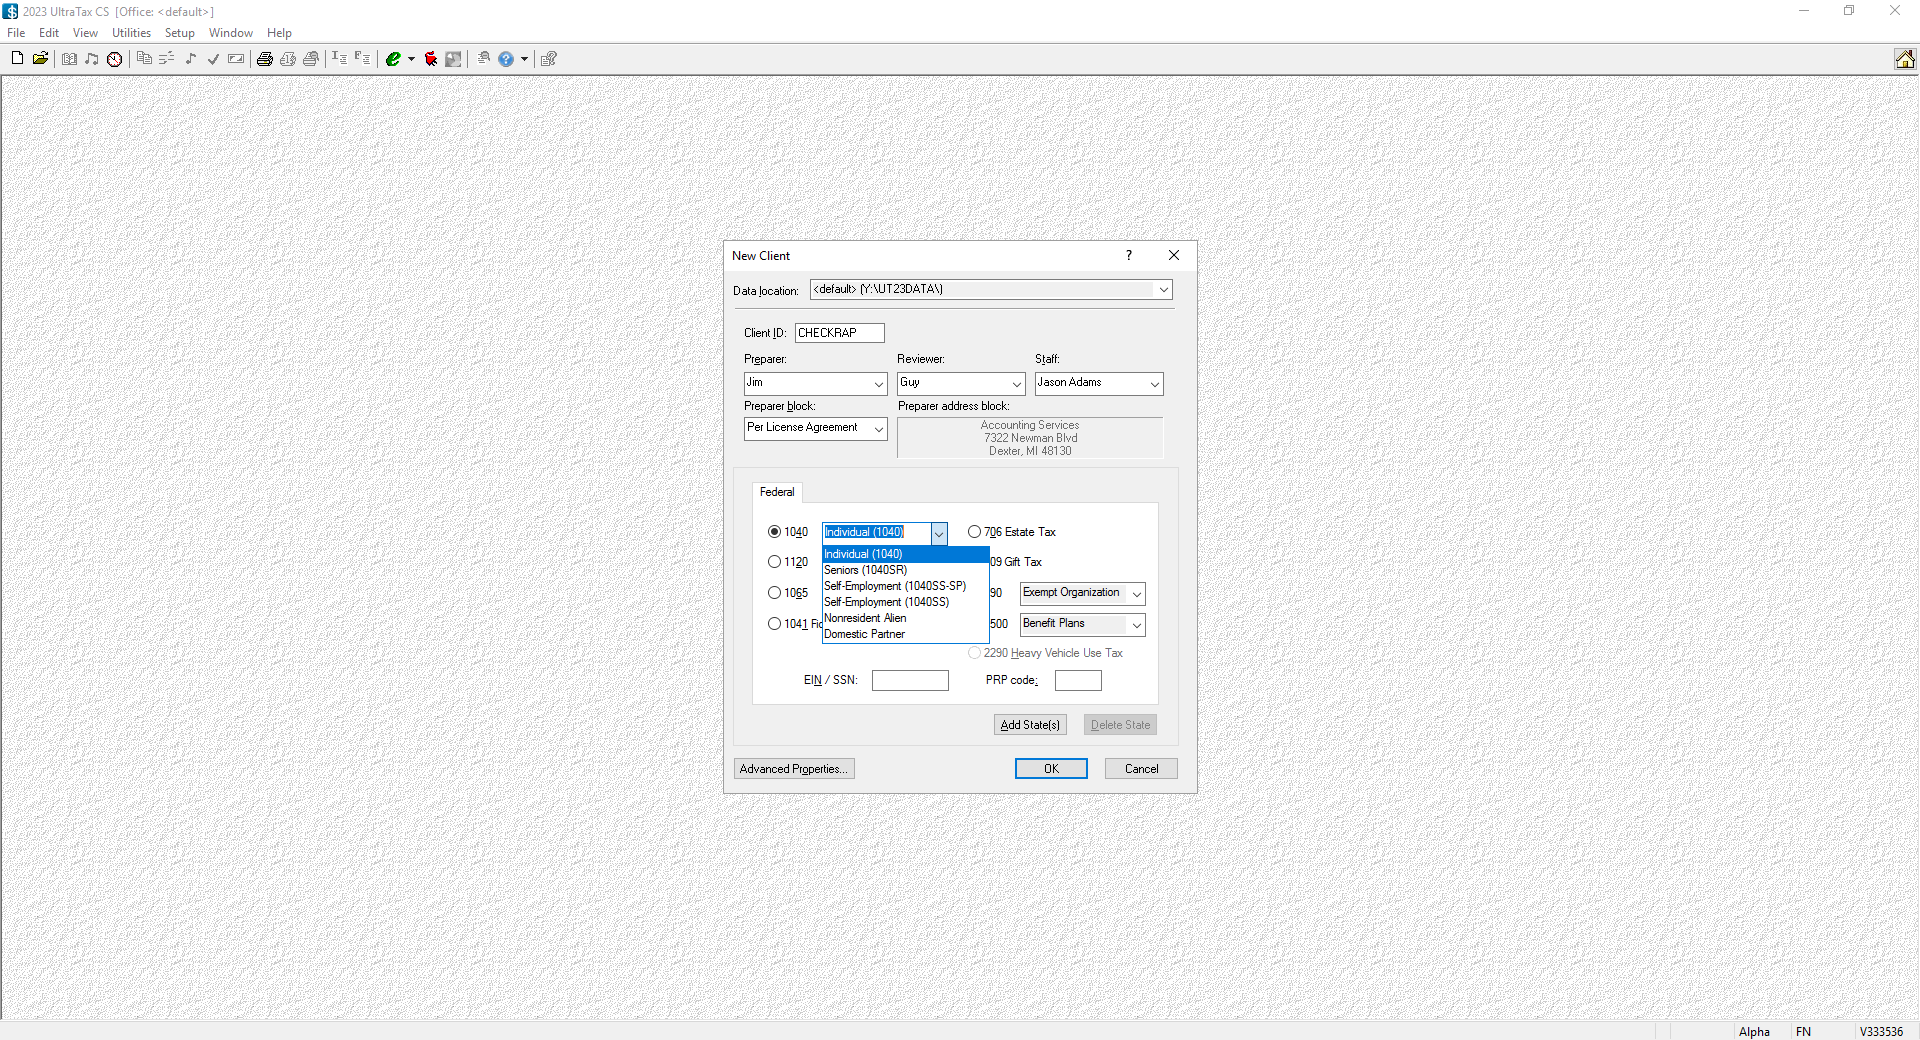 2023 UltraTax CS [Office: <default>]
File Edit View Utilities Setup Window Help
New Client
Data location: <default> (Y:\UT23DATA\)
Client ID: CHECKRAP
Preparer: Reviewer: Staff:
Jim Guy Jason Adams
Preparer block: Preparer address block:
Per License Agreement
Accounting Services
7322 Newman Blvd
Dexter, MI 48130
Federal
1040 Individual (1040) 706 Estate Tax
Individual (1040)
1120 09 Gift Tax
Seniors (1040SR)
Self-Employment (1040SS-SP)
1065 90 Exempt Organization
Self-Employment (1040SS)
Nonresident Alien
1041 Fid 500 Benefit Plans
Domestic Partner
2290 Heavy Vehicle Use Tax
EIN / SSN: PRP code:
Add State(s) Delete State
Advanced Properties... OK Cancel
Alpha FN V333536